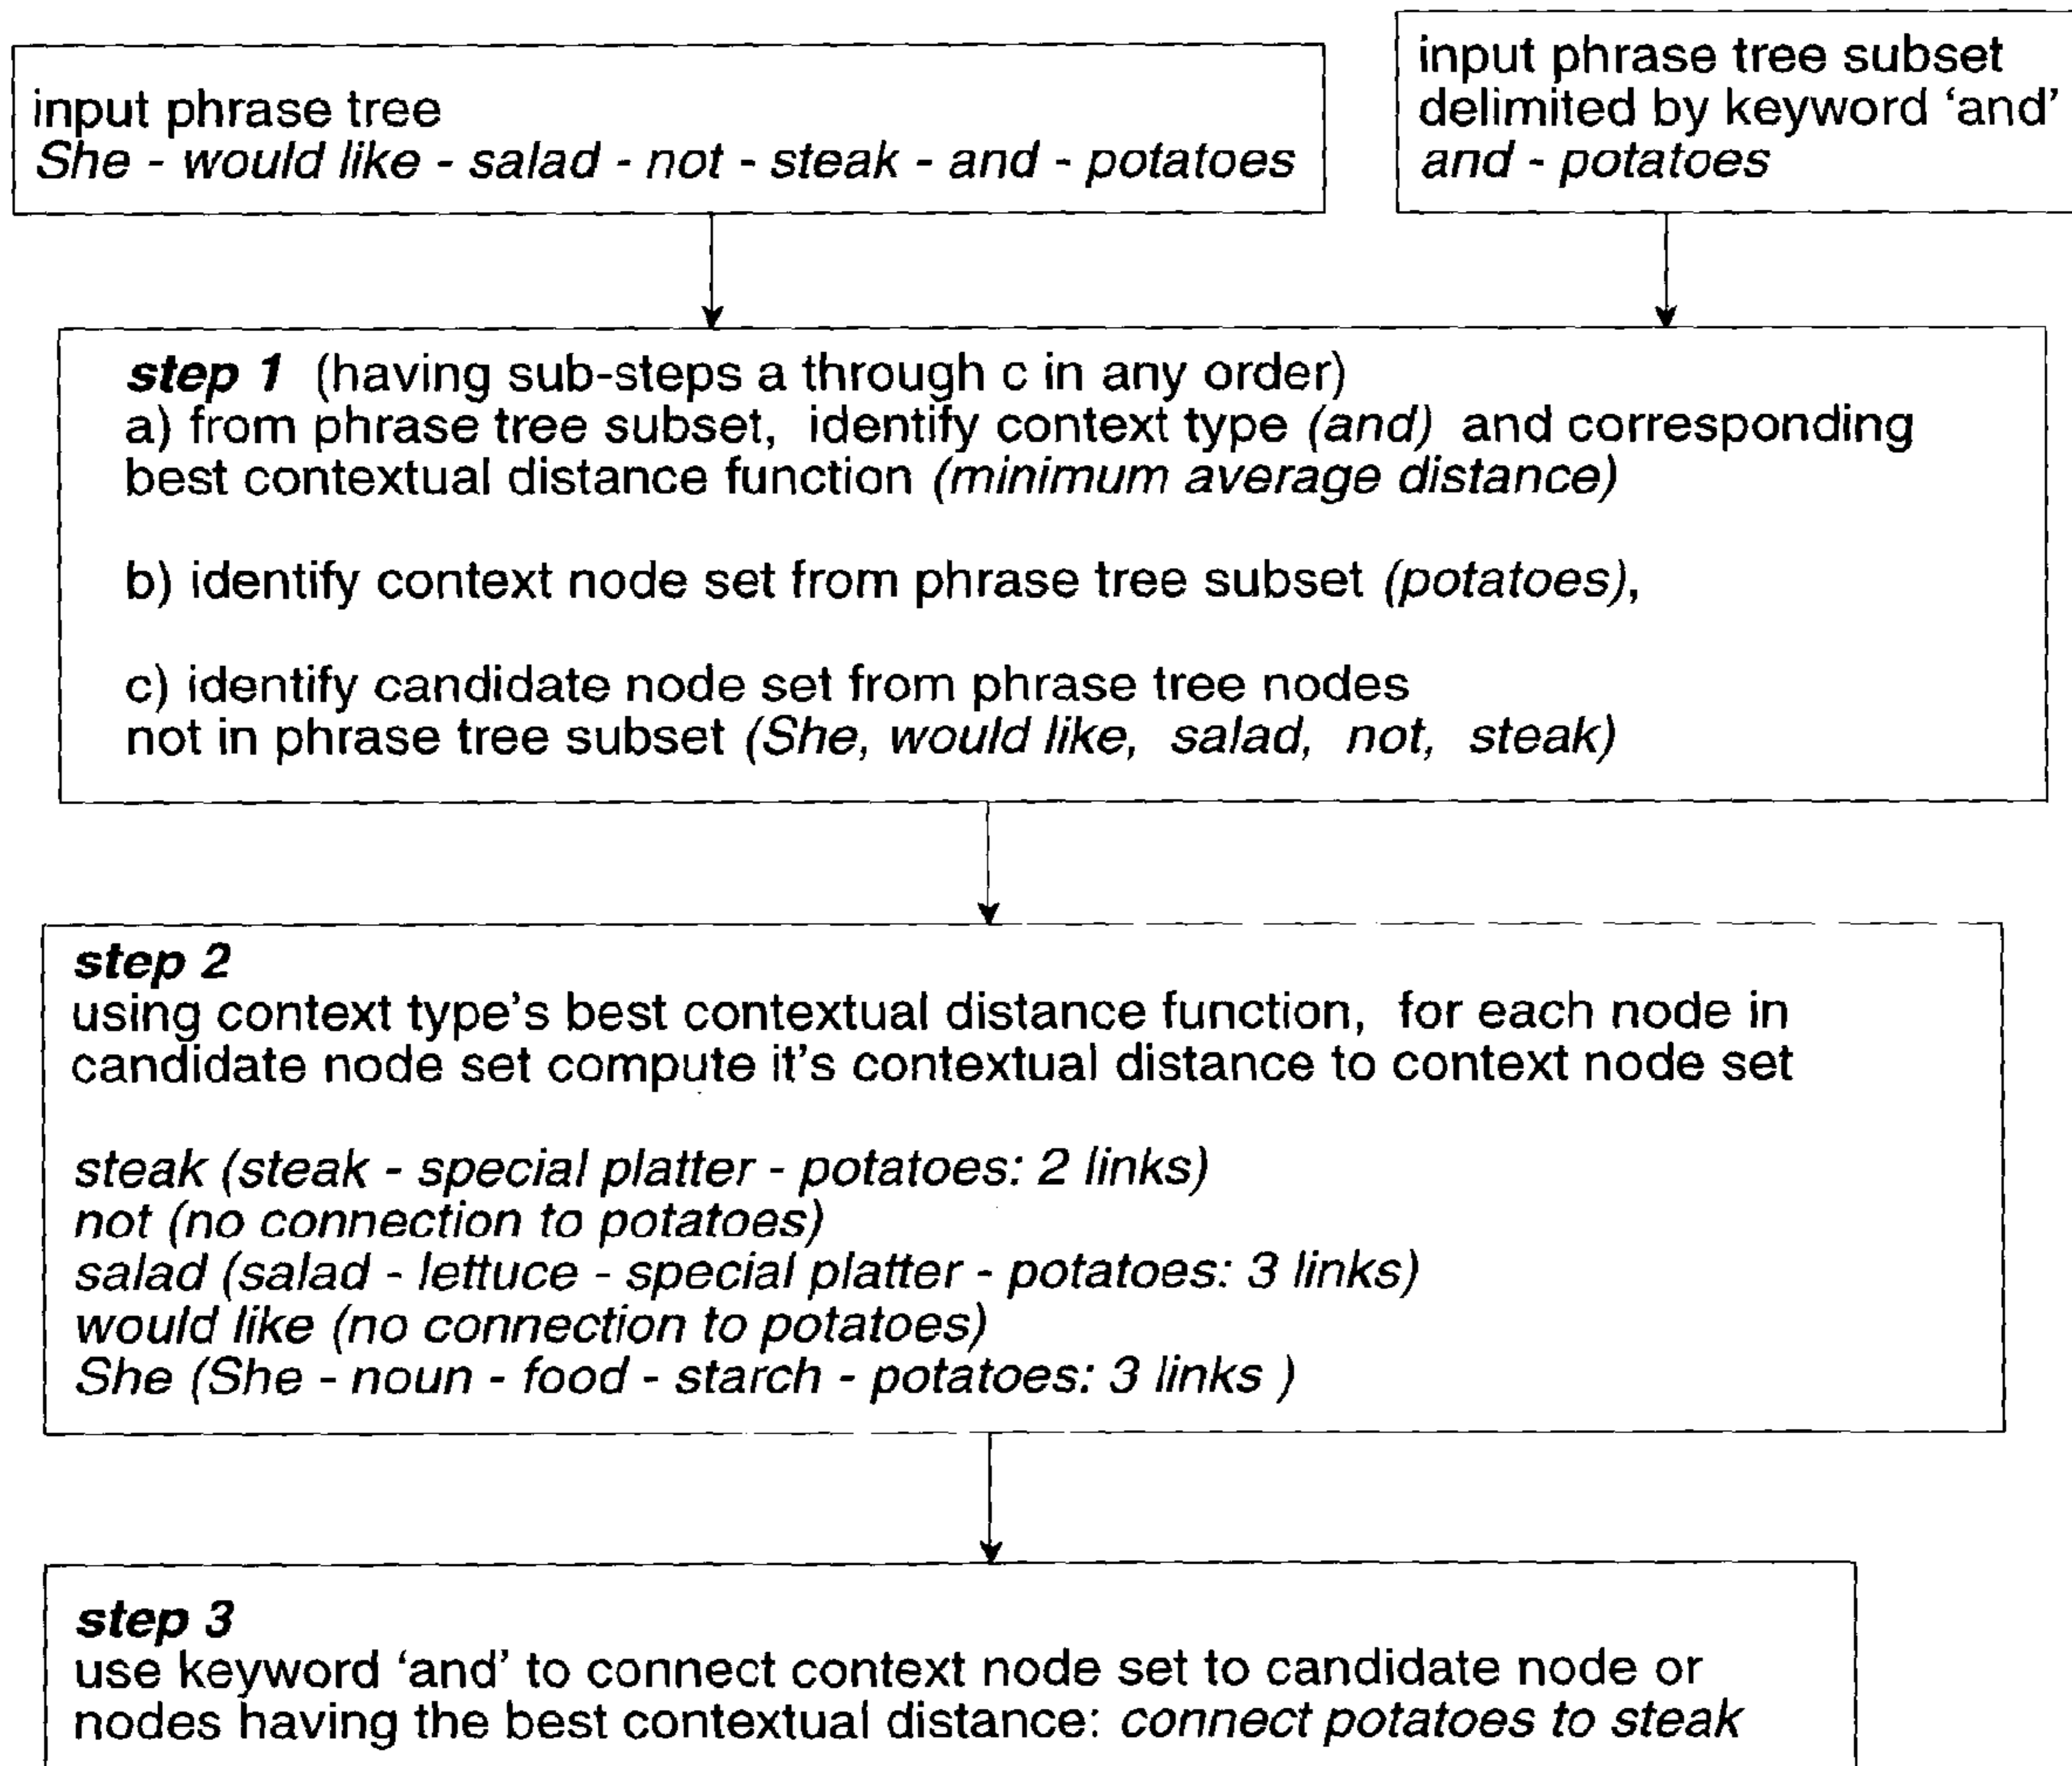 input phrase tree
She - would like - salad - not - steak - and - potatoes
input phrase tree subset
delimited by keyword ‘and’
and - potatoes
step 1 (having sub-steps a through c in any order)
a) from phrase tree subset, identify context type (and) and corresponding
best contextual distance function (minimum average distance)
b) identify context node set from phrase tree subset (potatoes),
c) identify candidate node set from phrase tree nodes
not in phrase tree subset (She, would like, salad, not, steak)
step 2
using context type’s best contextual distance function, for each node in
candidate node set compute it’s contextual distance to context node set
steak (steak - special platter - potatoes: 2 links)
not (no connection to potatoes)
salad (salad - lettuce - special platter - potatoes: 3 links)
would like (no connection to potatoes)
She (She - noun - food - starch - potatoes: 3 links )
step 3
use keyword ‘and’ to connect context node set to candidate node or
nodes having the best contextual distance: connect potatoes to steak